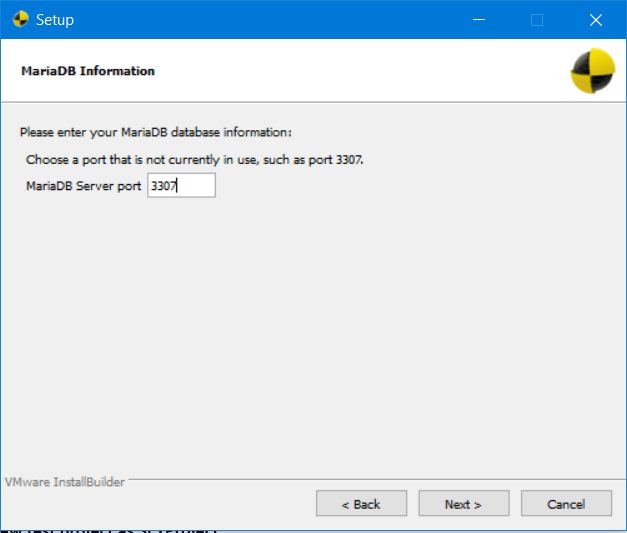 Setup
MariaDB Information
Please enter your MariaDB database information:
Choose a port that is not currently in use, such as port 3307.
MariaDB Server port 3307
VMware InstallBuilder
< Back Next > Cancel